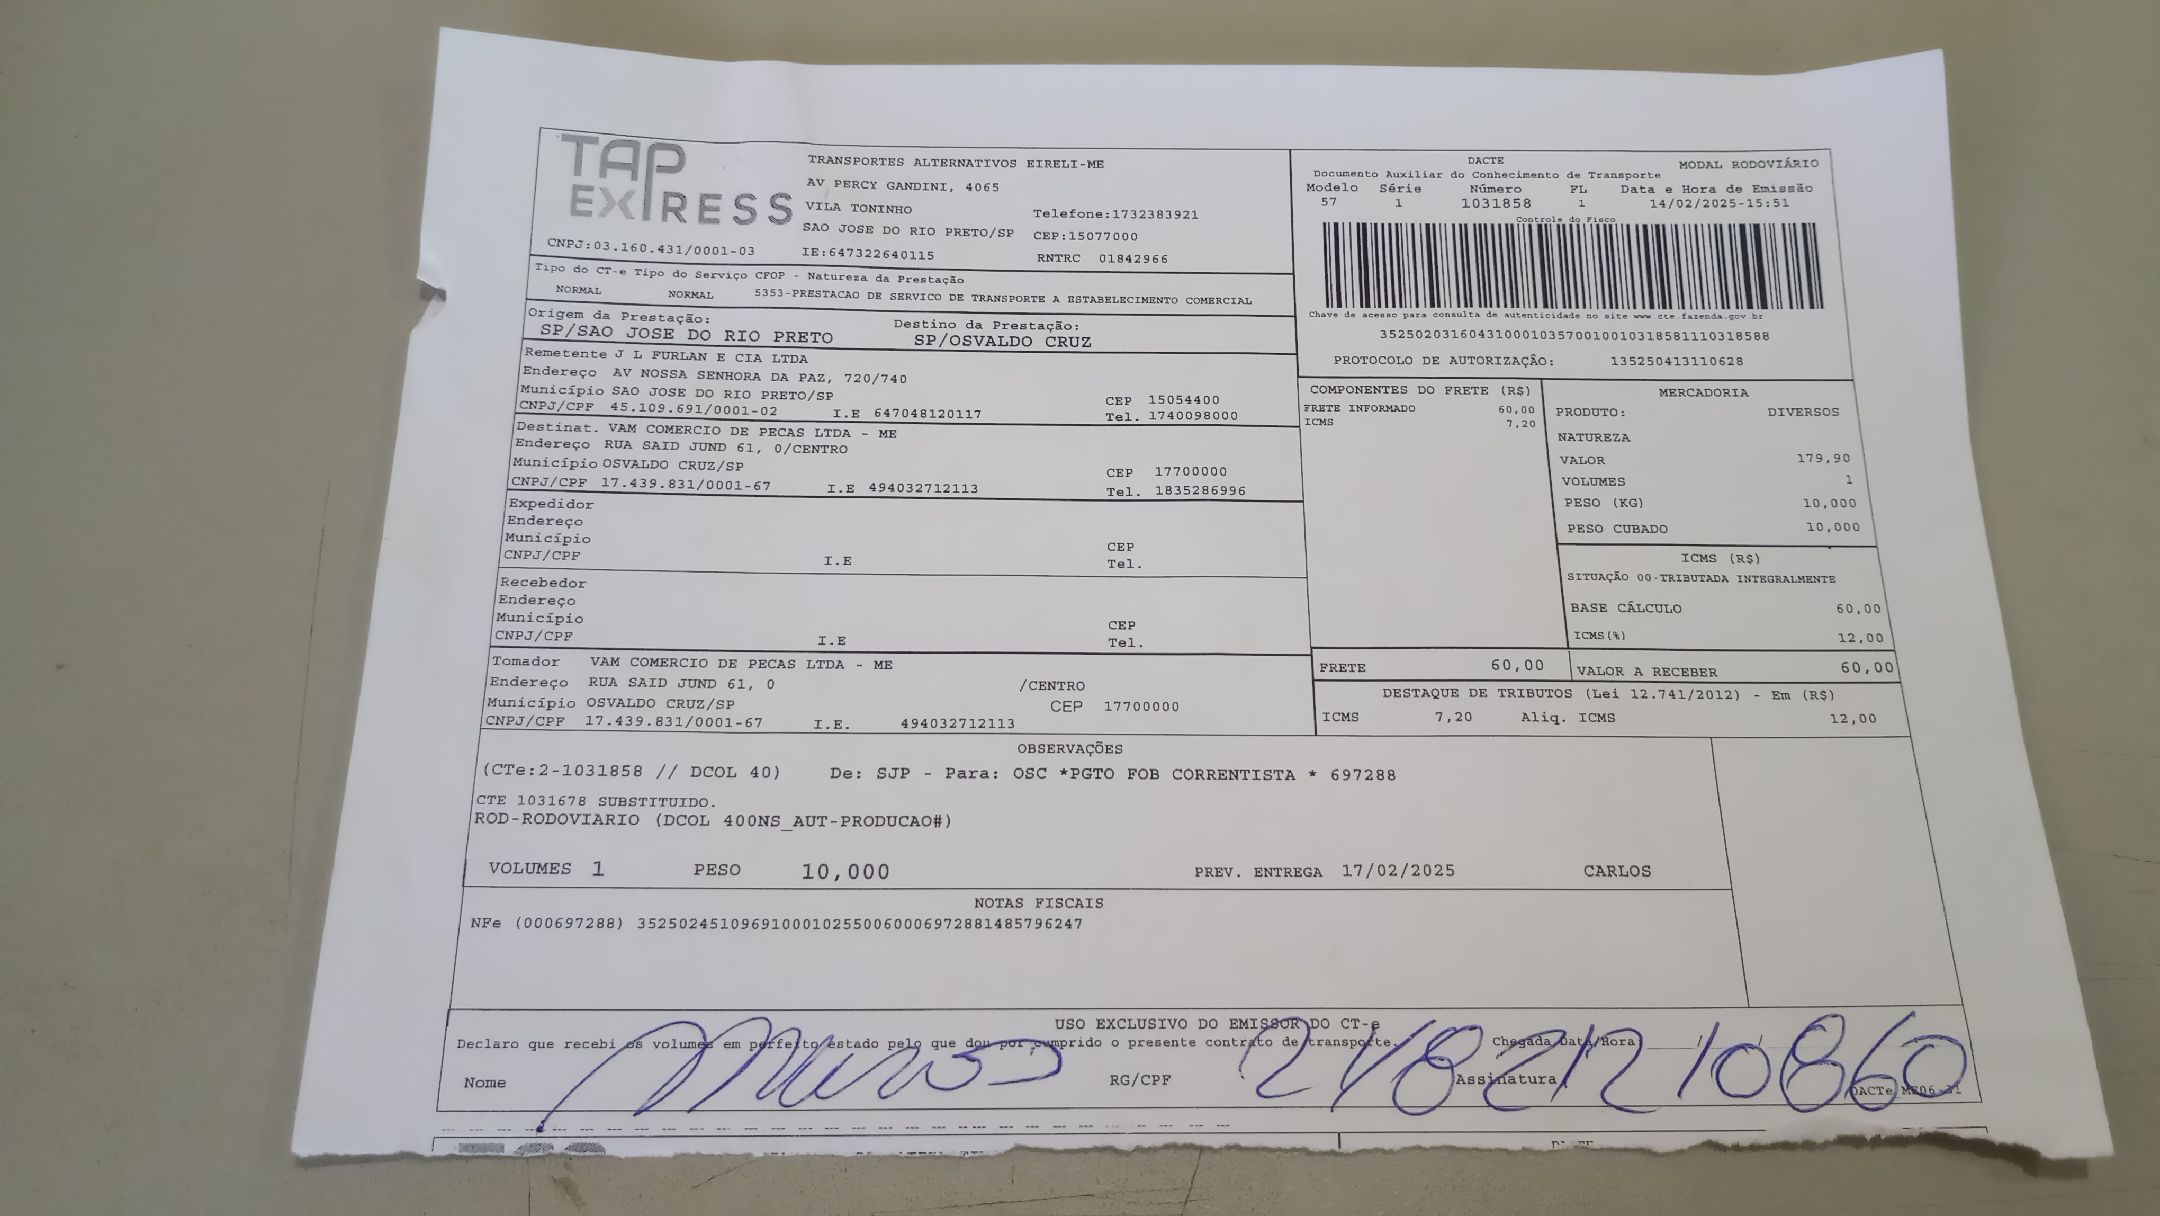 TAP EXPRESS
TRANSPORTES ALTERNATIVOS EIRELI-ME
AV PERCY GANDINI, 4065
VILA TONINHO Telefone:1732383921
SAO JOSE DO RIO PRETO/SP CEP:15077000
CNPJ:03.160.431/0001-03 IE:647322640115 RNTRC 01842966
DACTE MODAL RODOVIÁRIO
Documento Auxiliar do Conhecimento de Transporte
Modelo Série Número FL Data e Hora de Emissão
57 1 1031858 1 14/02/2025-15:51
Controle do Fisco
Chave de acesso para consulta de autenticidade no site www.cte.fazenda.gov.br
35250203160431000103570010010318581110318588
PROTOCOLO DE AUTORIZAÇÃO: 135250413110628
Tipo do CT-e Tipo do Serviço CFOP - Natureza da Prestação
NORMAL NORMAL 5353-PRESTACAO DE SERVICO DE TRANSPORTE A ESTABELECIMENTO COMERCIAL
Origem da Prestação: Destino da Prestação:
SP/SAO JOSE DO RIO PRETO SP/OSVALDO CRUZ
Remetente J L FURLAN E CIA LTDA
Endereço AV NOSSA SENHORA DA PAZ, 720/740
Município SAO JOSE DO RIO PRETO/SP CEP 15054400
CNPJ/CPF 45.109.691/0001-02 I.E 647048120117 Tel. 1740098000
Destinat. VAM COMERCIO DE PECAS LTDA - ME
Endereço RUA SAID JUND 61, 0/CENTRO
Município OSVALDO CRUZ/SP CEP 17700000
CNPJ/CPF 17.439.831/0001-67 I.E 494032712113 Tel. 1835286996
Expedidor
Endereço
Município CEP
CNPJ/CPF I.E Tel.
Recebedor
Endereço
Município CEP
CNPJ/CPF I.E Tel.
Tomador VAM COMERCIO DE PECAS LTDA - ME
Endereço RUA SAID JUND 61, 0 /CENTRO
Município OSVALDO CRUZ/SP CEP 17700000
CNPJ/CPF 17.439.831/0001-67 I.E. 494032712113
COMPONENTES DO FRETE (R$)
FRETE INFORMADO 60,00
ICMS 7,20
MERCADORIA
PRODUTO: DIVERSOS
NATUREZA
VALOR 179,90
VOLUMES 1
PESO (KG) 10,000
PESO CUBADO 10,000
ICMS (R$)
SITUAÇÃO 00-TRIBUTADA INTEGRALMENTE
BASE CÁLCULO 60,00
ICMS(%) 12,00
FRETE 60,00 VALOR A RECEBER 60,00
DESTAQUE DE TRIBUTOS (Lei 12.741/2012) - Em (R$)
ICMS 7,20 Aliq. ICMS 12,00
OBSERVAÇÕES
(CTe:2-1031858 // DCOL 40) De: SJP - Para: OSC *PGTO FOB CORRENTISTA * 697288
CTE 1031678 SUBSTITUIDO.
ROD-RODOVIARIO (DCOL 400NS_AUT-PRODUCAO#)
VOLUMES 1 PESO 10,000 PREV. ENTREGA 17/02/2025 CARLOS
NOTAS FISCAIS
NFe (000697288) 35250245109691000102550060006972881485796247
USO EXCLUSIVO DO EMISSOR DO CT-e
Declaro que recebi os volumes em perfeito estado pelo que dou por cumprido o presente contrato de transporte. Chegada Data/Hora / /
Nome RG/CPF Assinatura
DACTe